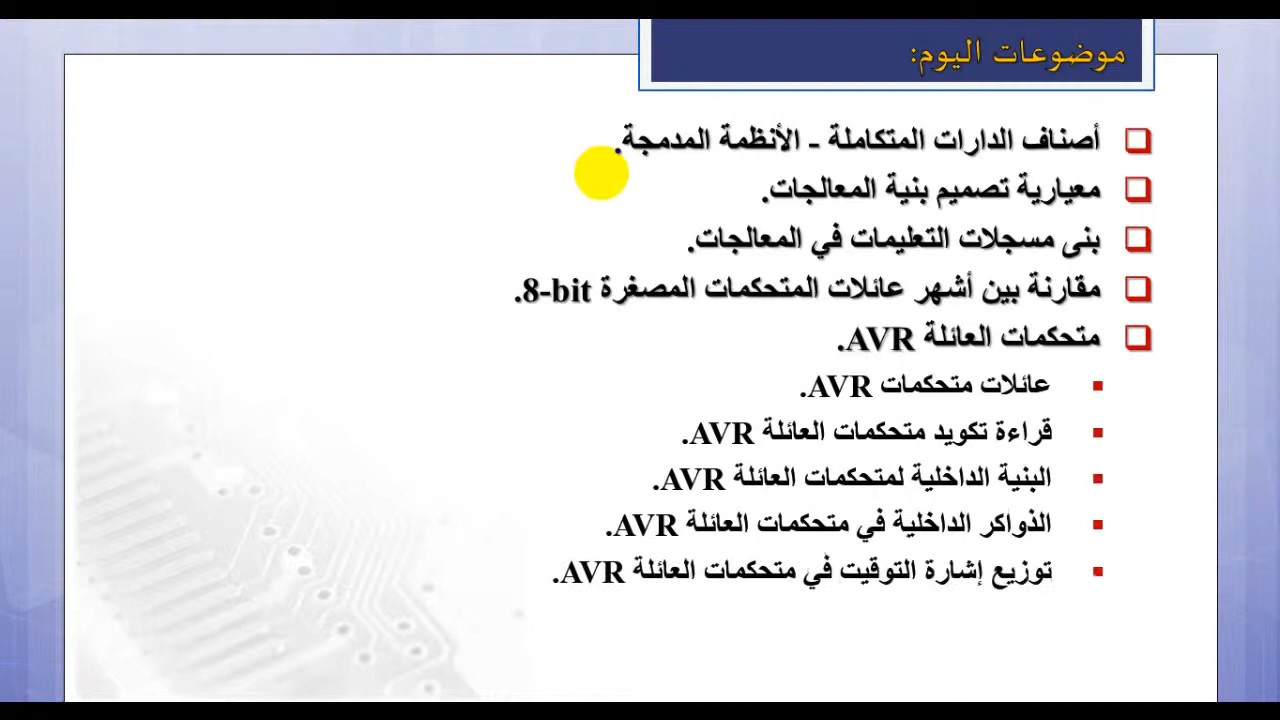 موضوعات اليوم:
أصناف الدارات المتكاملة - الأنظمة المدمجة.
معيارية تصميم بنية المعالجات.
بنى مسجلات التعليمات في المعالجات.
مقارنة بين أشهر عائلات المتحكمات المصغرة 8-bit.
متحكمات العائلة AVR.
عائلات متحكمات AVR.
قراءة تكويد متحكمات العائلة AVR.
البنية الداخلية لمتحكمات العائلة AVR.
الذواكر الداخلية في متحكمات العائلة AVR.
توزيع إشارة التوقيت في متحكمات العائلة AVR.